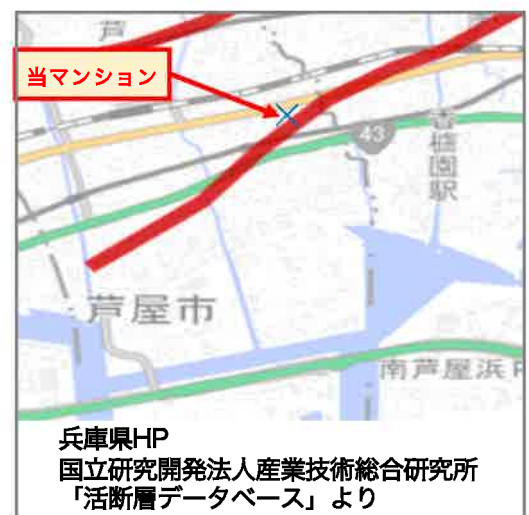 芦
当マンション
43
香櫨園駅
芦屋市
南芦屋浜
兵庫県HP
国立研究開発法人産業技術総合研究所
「活断層データベース」より